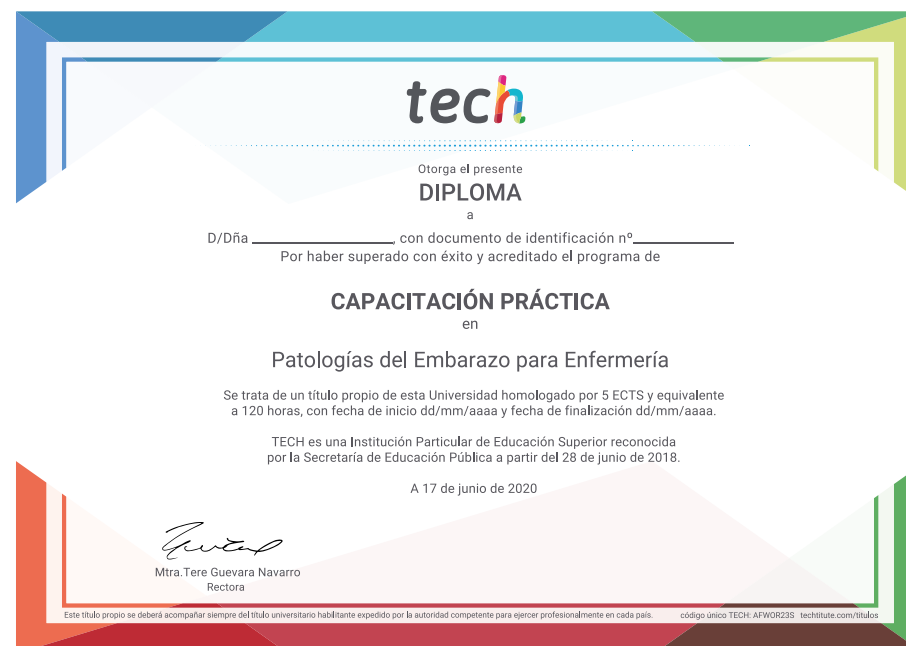 tech
Otorga el presente
DIPLOMA
a
D/Dña ____________________, con documento de identificación nº______________
Por haber superado con éxito y acreditado el programa de
CAPACITACIÓN PRÁCTICA
en
Patologías del Embarazo para Enfermería
Se trata de un título propio de esta Universidad homologado por 5 ECTS y equivalente
a 120 horas, con fecha de inicio dd/mm/aaaa y fecha de finalización dd/mm/aaaa.
TECH es una Institución Particular de Educación Superior reconocida
por la Secretaría de Educación Pública a partir del 28 de junio de 2018.
A 17 de junio de 2020
Mtra.Tere Guevara Navarro
Rectora
Este título propio se deberá acompañar siempre del título universitario habilitante expedido por la autoridad competente para ejercer profesionalmente en cada país. código único TECH: AFWOR23S techtitute.com/titulos